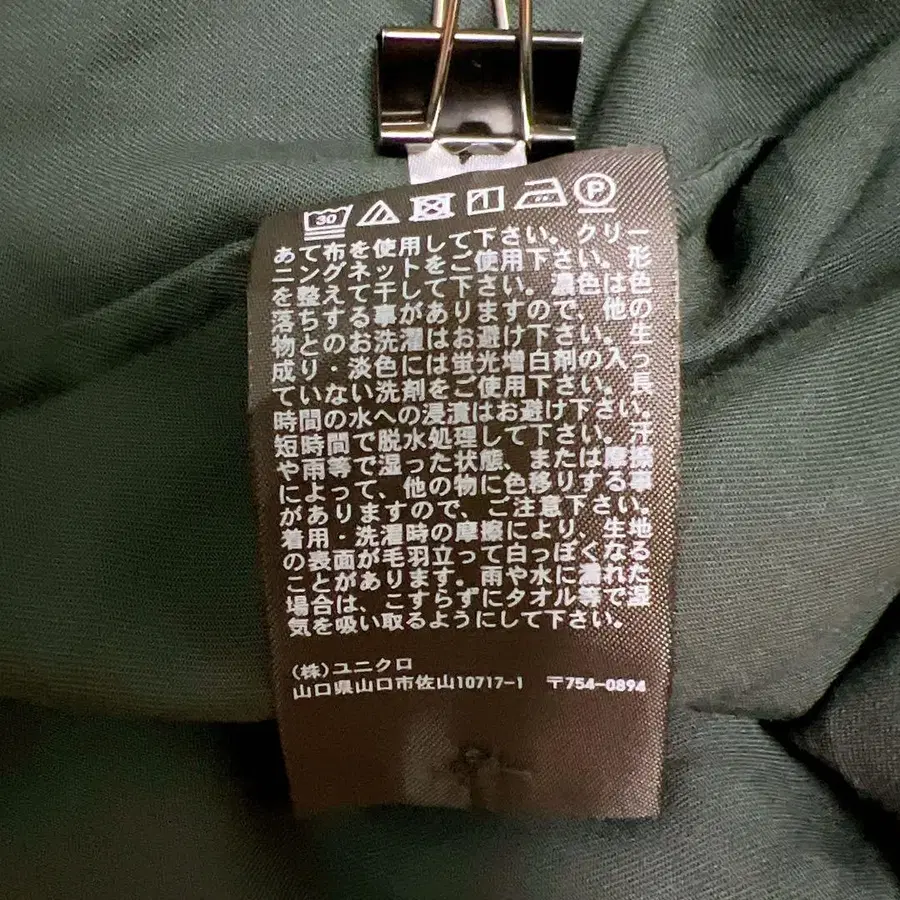 30 P
あて布を使用して下さい。クリー
ニングネットをご使用下さい。形
を整えて干して下さい。濃色は色
落ちする事がありますので、他の
物とのお洗濯はお避け下さい。生
成り・淡色には蛍光増白剤の入っ
ていない洗剤をご使用下さい。長
時間の水への浸漬はお避け下さい。
短時間で脱水処理して下さい。汗
や雨等で湿った状態、または摩擦
によって、他の物に色移りする事
がありますので、ご注意下さい。
着用・洗濯時の摩擦により、生地
の表面が毛羽立って白っぽくなる
ことがあります。雨や水に濡れた
場合は、こすらずにタオル等で湿
気を吸い取るようにして下さい。
(株)ユニクロ
山口県山口市佐山10717-1 〒754-0894